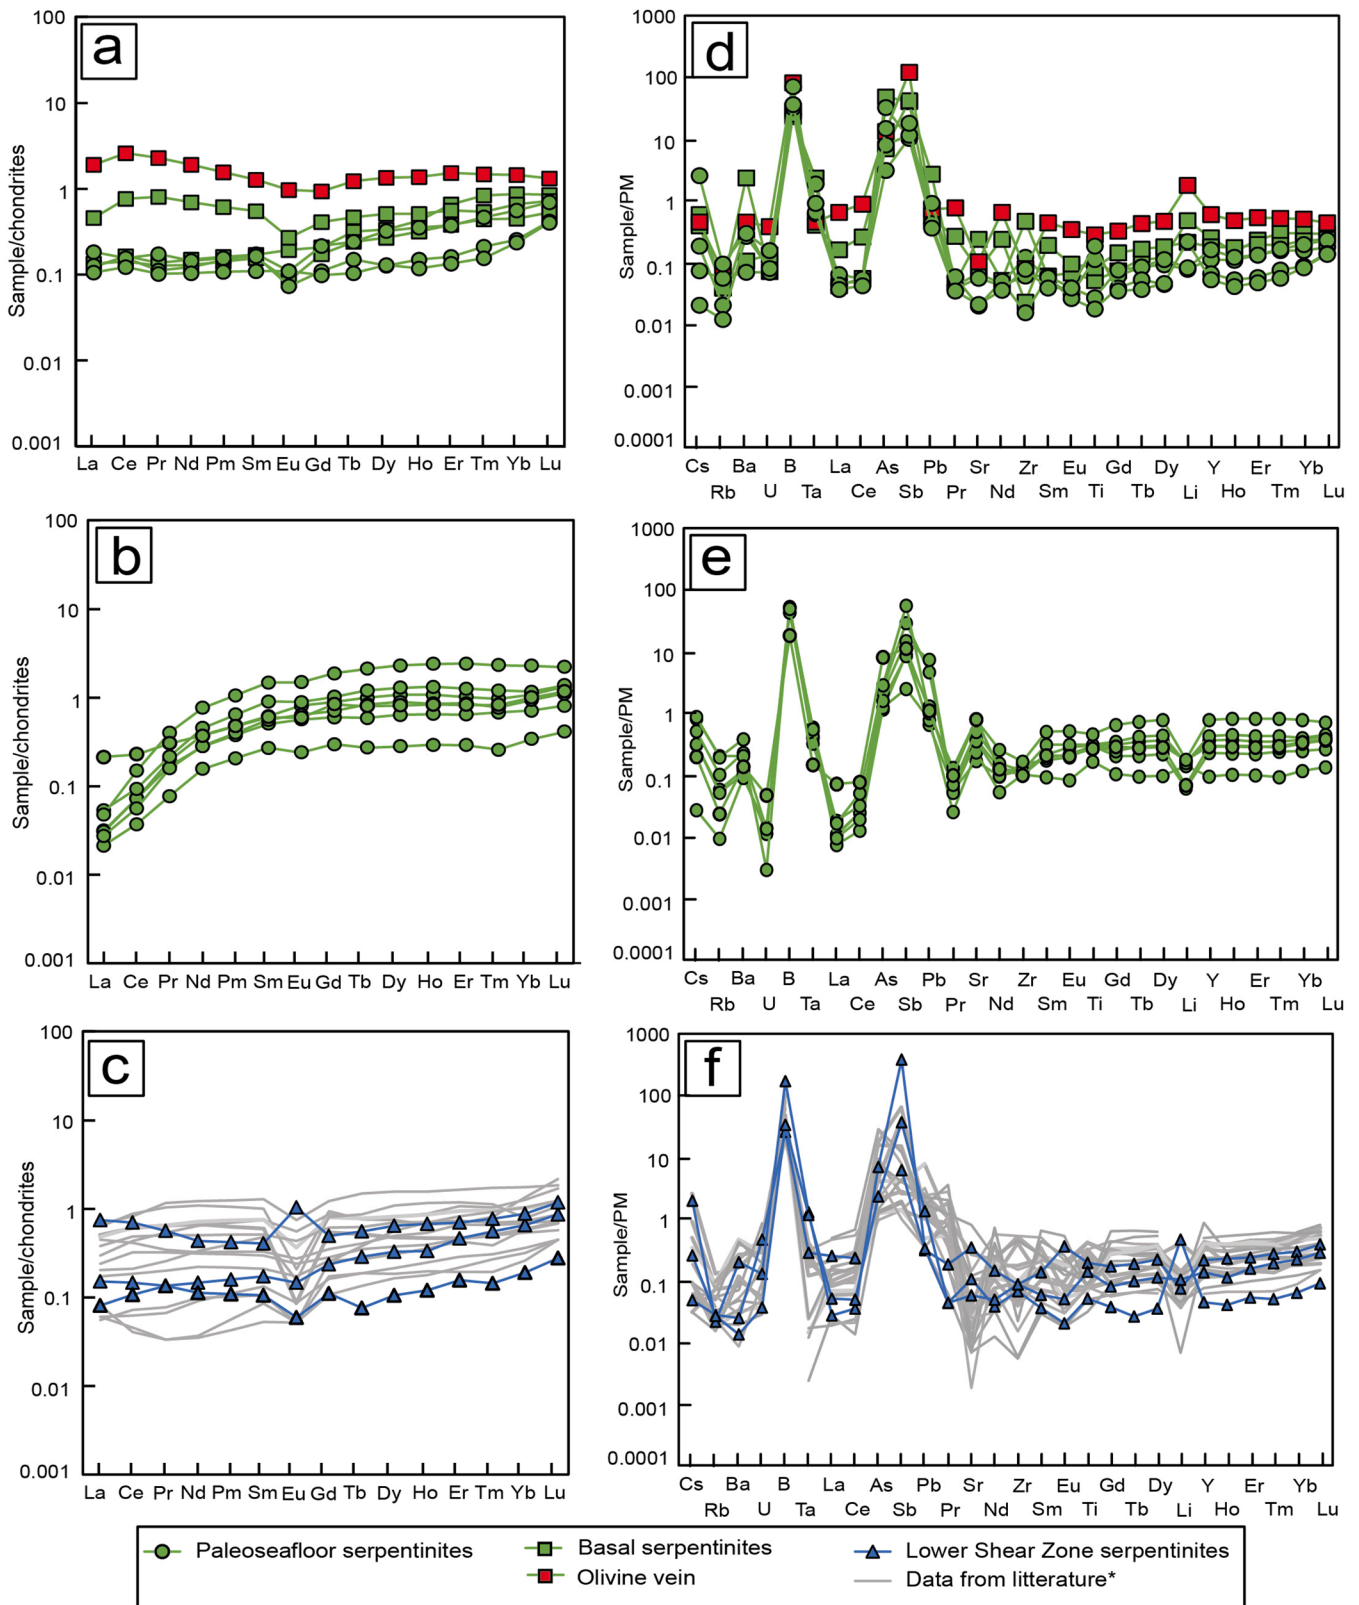 a
100
10
1
0.1
0.01
0.001
Sample/chondrites
La Ce Pr Nd Pm Sm Eu Gd Tb Dy Ho Er Tm Yb Lu
d
1000
100
10
1
0.1
0.01
0.001
0.0001
Sample/PM
Cs Ba B La As Pb Sr Zr Eu Gd Dy Y Er Yb
Rb U Ta Ce Sb Pr Nd Sm Ti Tb Li Ho Tm Lu
b
100
10
1
0.1
0.01
0.001
Sample/chondrites
La Ce Pr Nd Pm Sm Eu Gd Tb Dy Ho Er Tm Yb Lu
e
1000
100
10
1
0.1
0.01
0.001
0.0001
Sample/PM
Cs Ba B La As Pb Sr Zr Eu Gd Dy Y Er Yb
Rb U Ta Ce Sb Pr Nd Sm Ti Tb Li Ho Tm Lu
c
100
10
1
0.1
0.01
0.001
Sample/chondrites
La Ce Pr Nd Pm Sm Eu Gd Tb Dy Ho Er Tm Yb Lu
f
1000
100
10
1
0.1
0.01
0.001
0.0001
Sample/PM
Cs Ba B La As Pb Sr Zr Eu Gd Dy Y Er Yb
Rb U Ta Ce Sb Pr Nd Sm Ti Tb Li Ho Tm Lu
Paleoseafloor serpentinites
Basal serpentinites
Olivine vein
Lower Shear Zone serpentinites
Data from litterature*